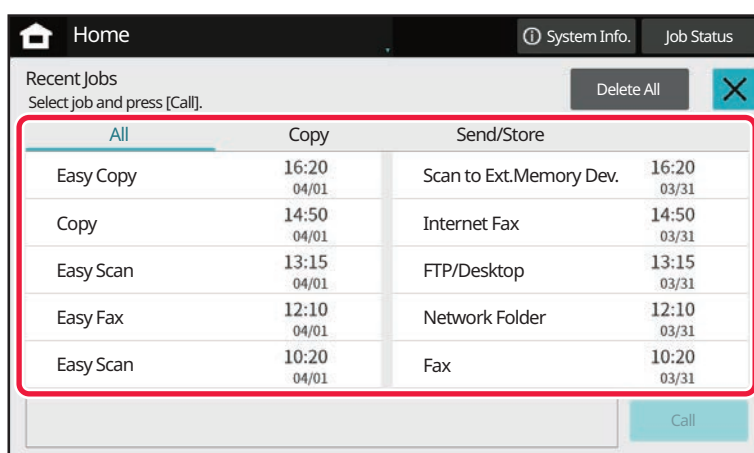 Home
System Info. Job Status
Recent Jobs
Select job and press [Call].
Delete All
All Copy Send/Store
Easy Copy 16:20 04/01
Scan to Ext.Memory Dev. 16:20 03/31
Copy 14:50 04/01
Internet Fax 14:50 03/31
Easy Scan 13:15 04/01
FTP/Desktop 13:15 03/31
Easy Fax 12:10 04/01
Network Folder 12:10 03/31
Easy Scan 10:20 04/01
Fax 10:20 03/31
Call